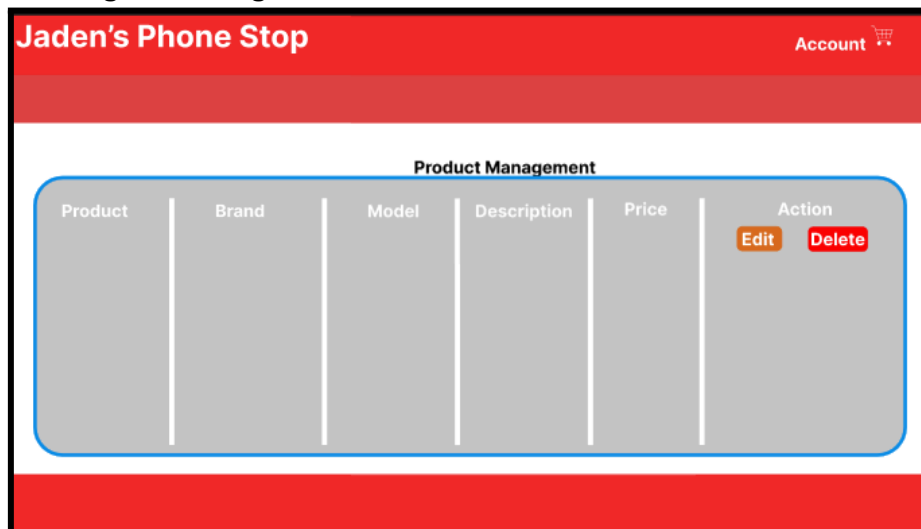 Jaden's Phone Stop
Account
Product Management
Product Brand Model Description Price Action
Edit Delete